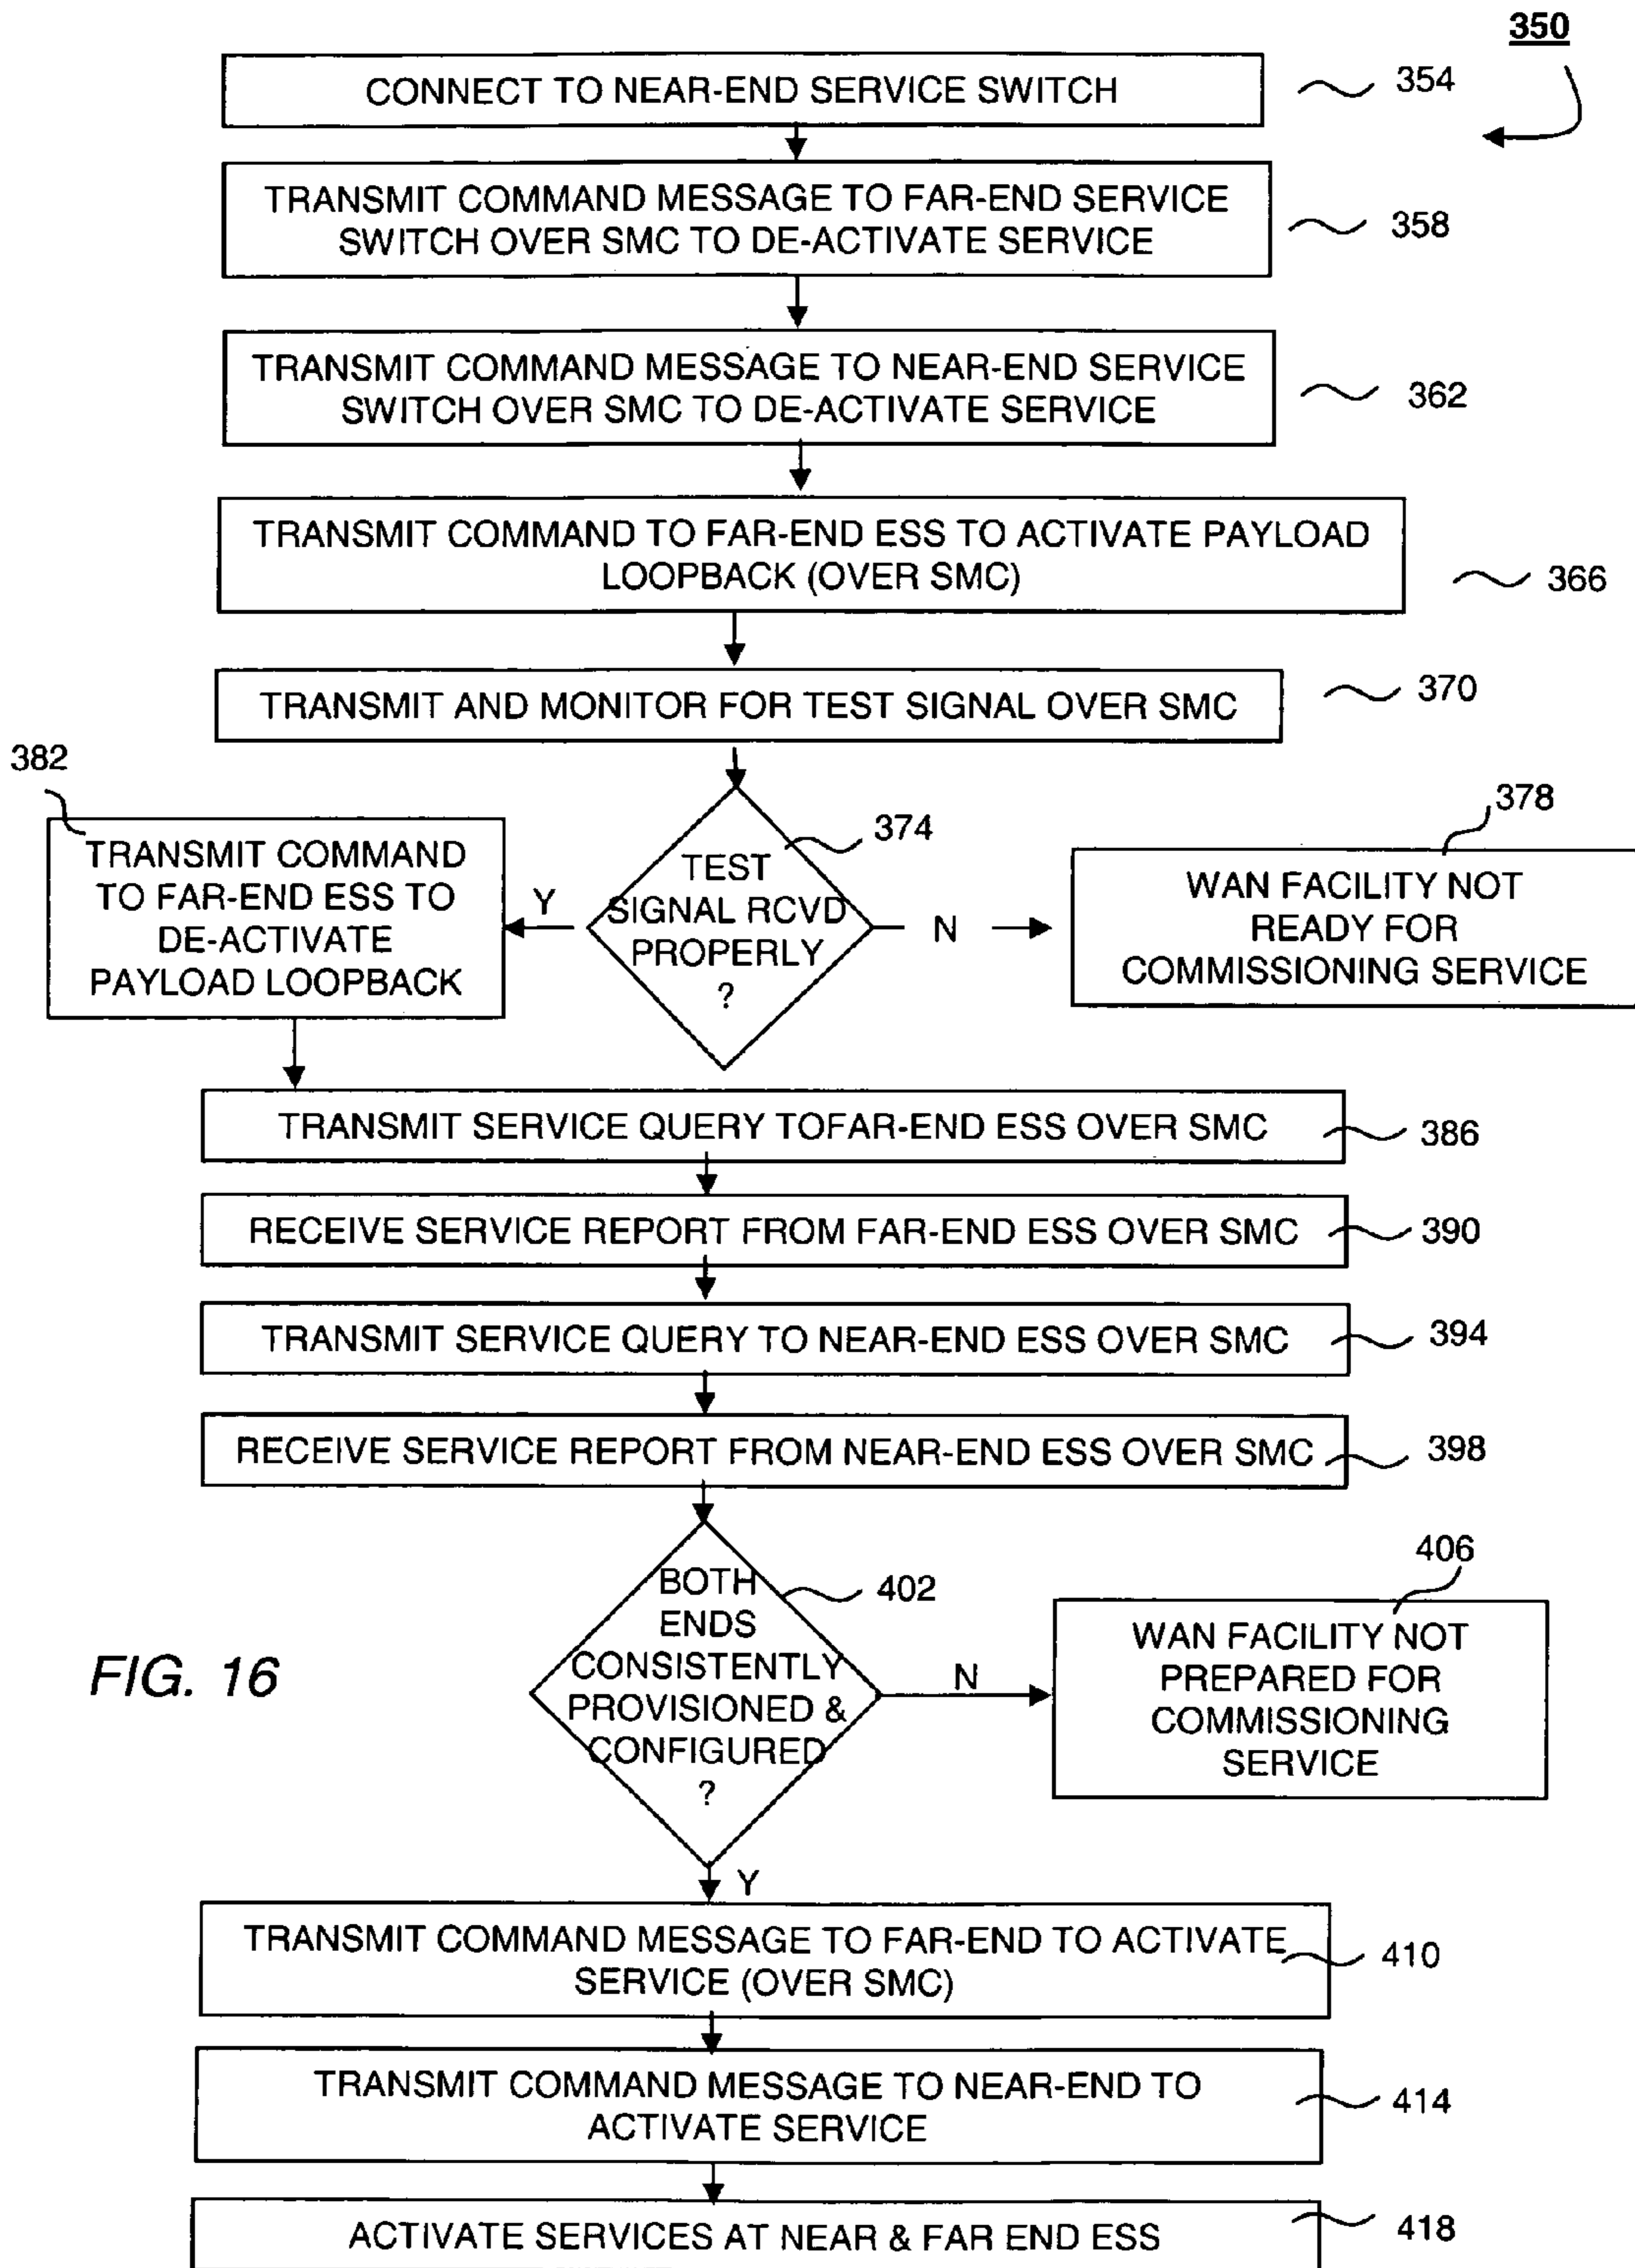 350
CONNECT TO NEAR-END SERVICE SWITCH
354
TRANSMIT COMMAND MESSAGE TO FAR-END SERVICE
SWITCH OVER SMC TO DE-ACTIVATE SERVICE
358
TRANSMIT COMMAND MESSAGE TO NEAR-END SERVICE
SWITCH OVER SMC TO DE-ACTIVATE SERVICE
362
TRANSMIT COMMAND TO FAR-END ESS TO ACTIVATE PAYLOAD
LOOPBACK (OVER SMC)
366
TRANSMIT AND MONITOR FOR TEST SIGNAL OVER SMC
370
382
TRANSMIT COMMAND
TO FAR-END ESS TO
DE-ACTIVATE
PAYLOAD LOOPBACK
Y
374
TEST
SIGNAL RCVD
PROPERLY
?
N
378
WAN FACILITY NOT
READY FOR
COMMISSIONING SERVICE
TRANSMIT SERVICE QUERY TOFAR-END ESS OVER SMC
386
RECEIVE SERVICE REPORT FROM FAR-END ESS OVER SMC
390
TRANSMIT SERVICE QUERY TO NEAR-END ESS OVER SMC
394
RECEIVE SERVICE REPORT FROM NEAR-END ESS OVER SMC
398
FIG. 16
BOTH
ENDS
CONSISTENTLY
PROVISIONED &
CONFIGURED
?
402
N
406
WAN FACILITY NOT
PREPARED FOR
COMMISSIONING
SERVICE
Y
TRANSMIT COMMAND MESSAGE TO FAR-END TO ACTIVATE
SERVICE (OVER SMC)
410
TRANSMIT COMMAND MESSAGE TO NEAR-END TO
ACTIVATE SERVICE
414
ACTIVATE SERVICES AT NEAR & FAR END ESS
418